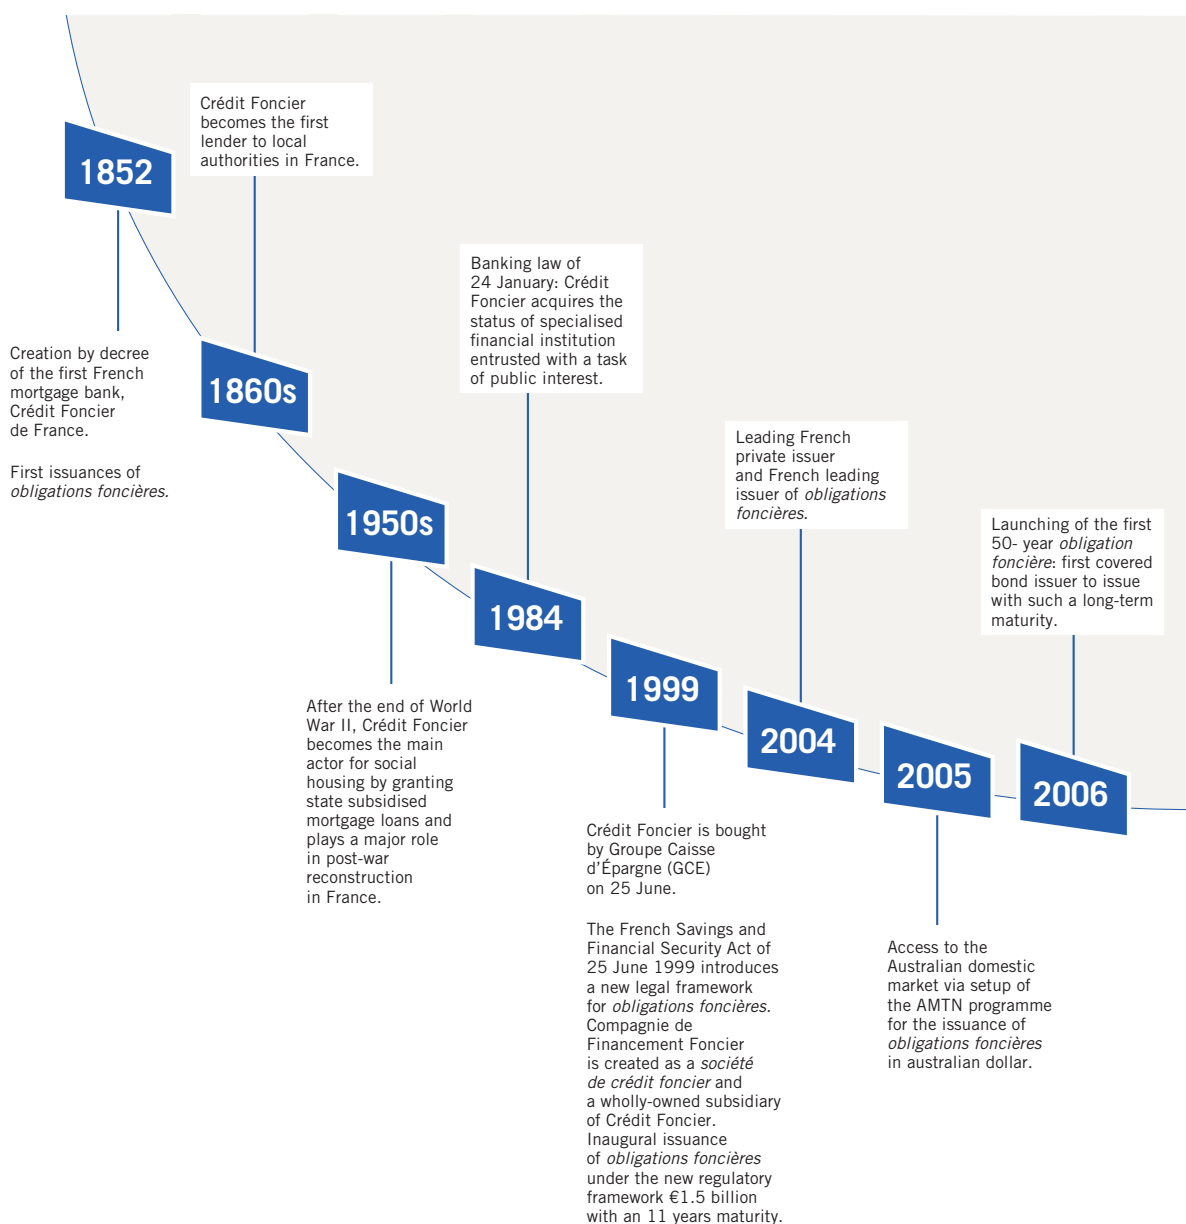 1852
Creation by decree
of the first French
mortgage bank,
Crédit Foncier
de France.
First issuances of
obligations foncières.
Crédit Foncier
becomes the first
lender to local
authorities in France.
1860s
1950s
After the end of World
War II, Crédit Foncier
becomes the main
actor for social
housing by granting
state subsidised
mortgage loans and
plays a major role
in post-war
reconstruction
in France.
Banking law of
24 January: Crédit
Foncier acquires the
status of specialised
financial institution
entrusted with a task
of public interest.
1984
1999
Crédit Foncier is bought
by Groupe Caisse
d'Épargne (GCE)
on 25 June.
The French Savings and
Financial Security Act of
25 June 1999 introduces
a new legal framework
for obligations foncières.
Compagnie de
Financement Foncier
is created as a société
de crédit foncier and
a wholly-owned subsidiary
of Crédit Foncier.
Inaugural issuance
of obligations foncières
under the new regulatory
framework €1.5 billion
with an 11 years maturity.
Leading French
private issuer
and French leading
issuer of obligations
foncières.
2004
2005
Access to the
Australian domestic
market via setup of
the AMTN programme
for the issuance of
obligations foncières
in australian dollar.
Launching of the first
50- year obligation
foncière: first covered
bond issuer to issue
with such a long-term
maturity.
2006